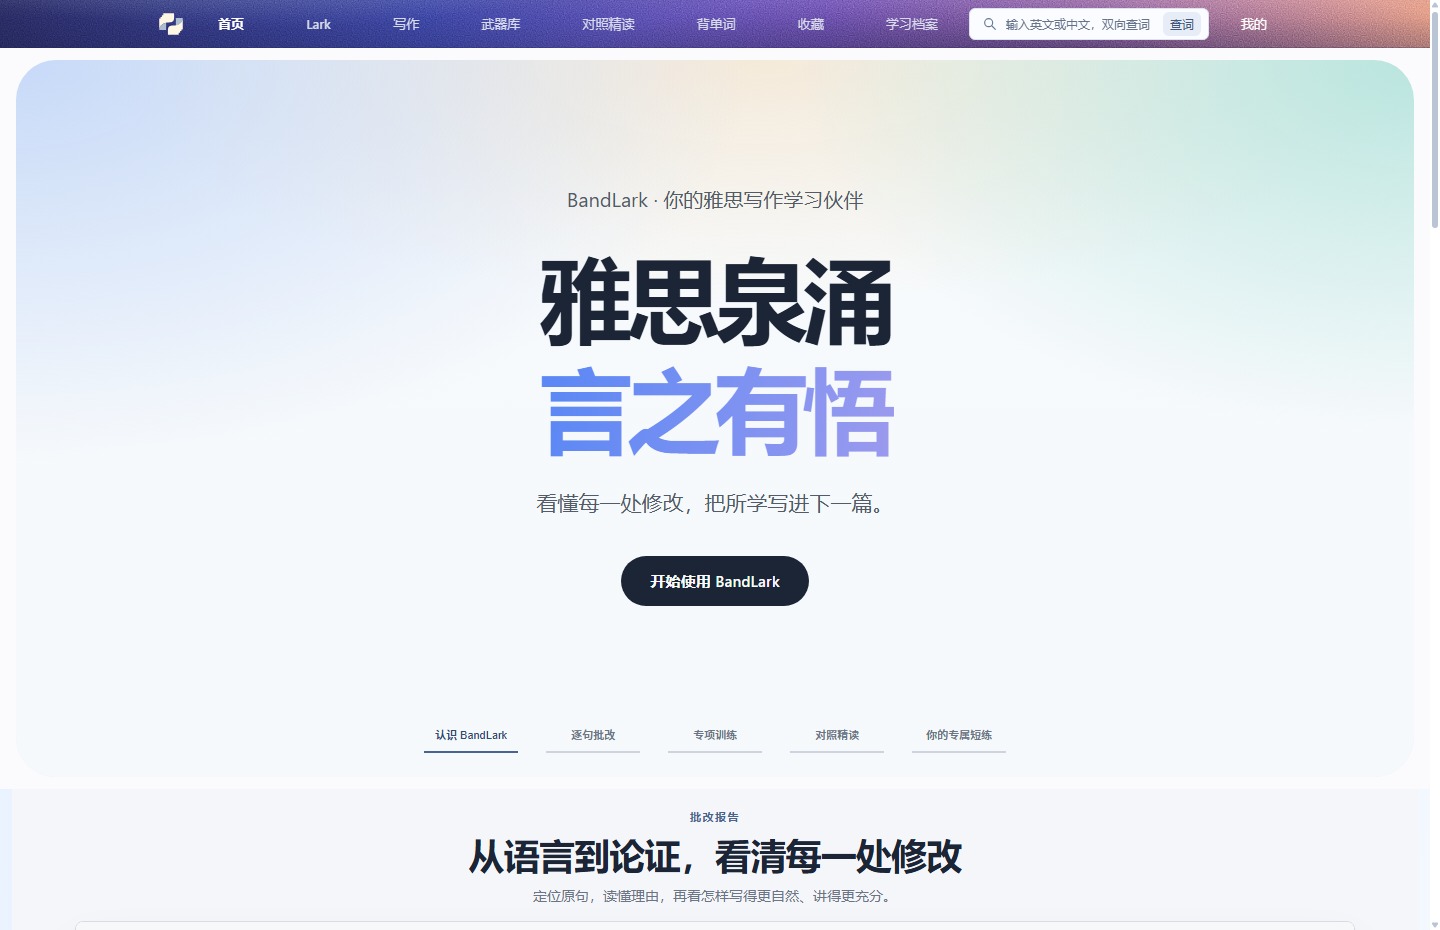 首页
Lark
写作
武器库
对照精读
背单词
收藏
学习档案
输入英文或中文，双向查词
查词
我的
BandLark · 你的雅思写作学习伙伴
雅思泉涌
言之有悟
看懂每一处修改，把所学写进下一篇。
开始使用 BandLark
认识 BandLark
逐句批改
专项训练
对照精读
你的专属短练
批改报告
从语言到论证，看清每一处修改
定位原句，读懂理由，再看怎样写得更自然、讲得更充分。